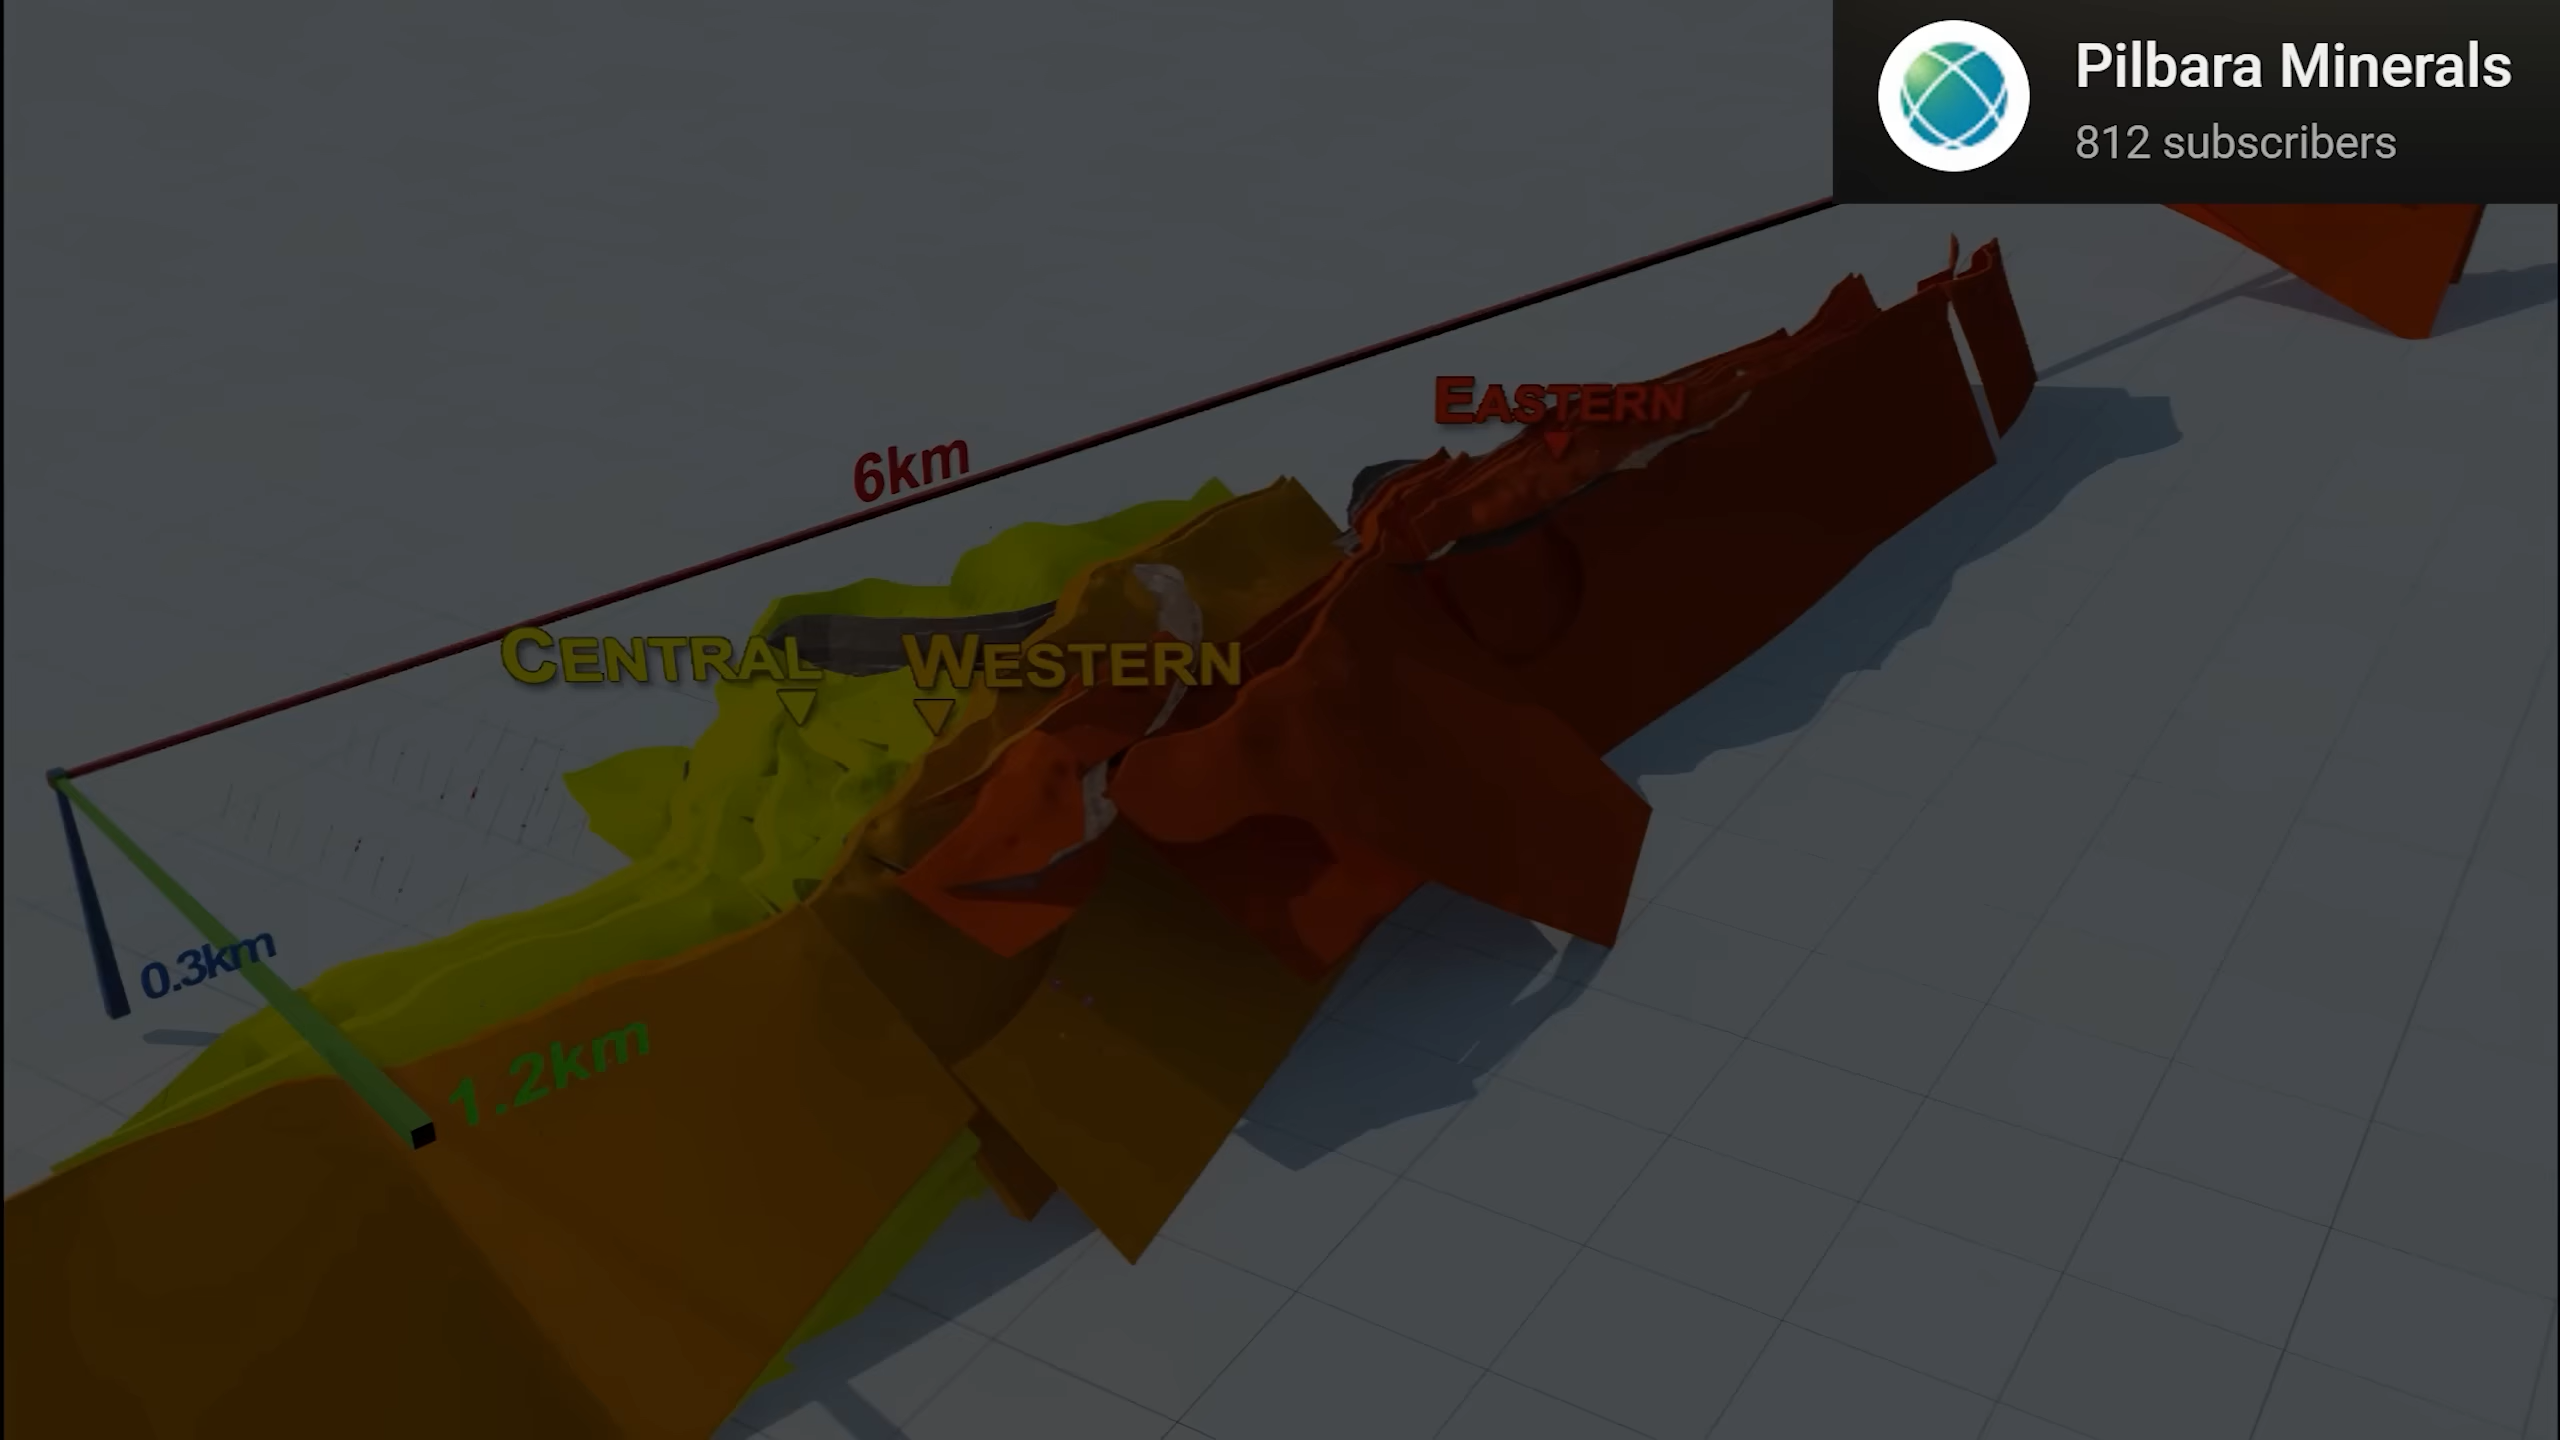 Pilbara Minerals
812 subscribers
EASTERN
6km
CENTRAL
WESTERN
0.3km
1.2km